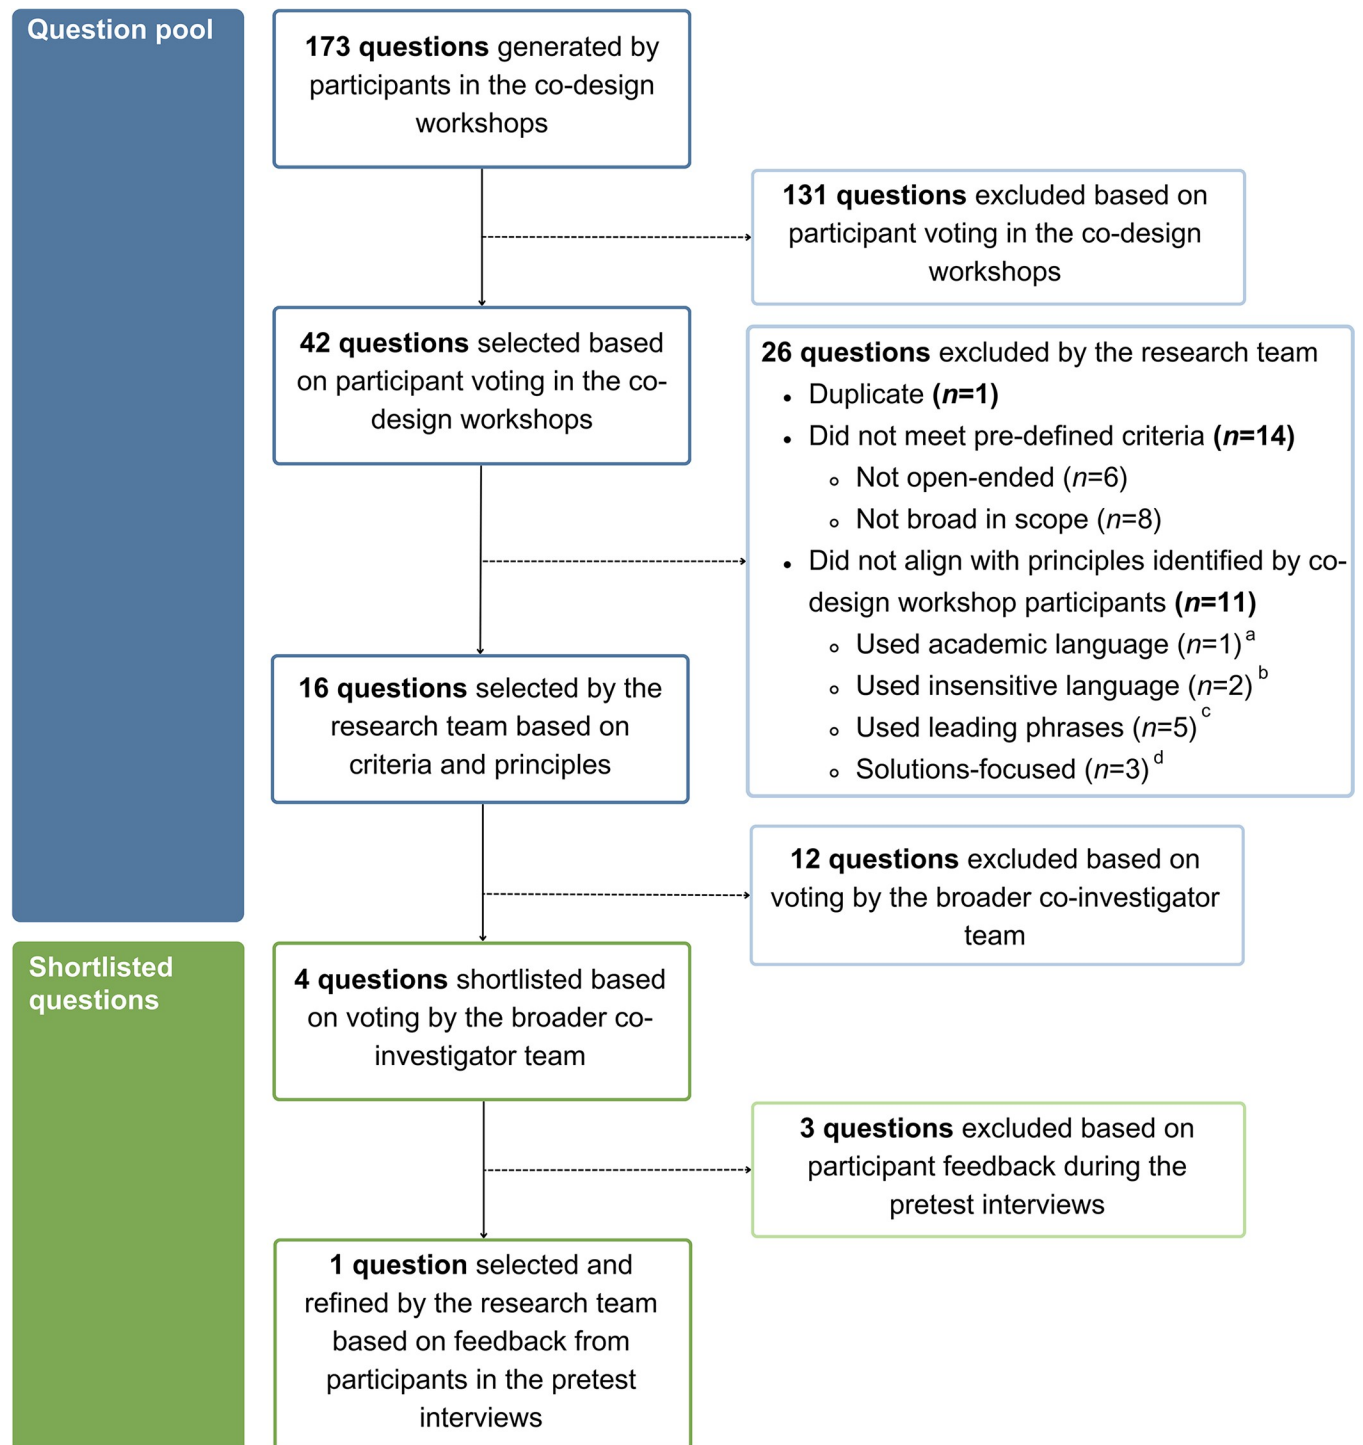 Question pool
173 questions generated by
participants in the co-design
workshops
131 questions excluded based on
participant voting in the co-design
workshops
42 questions selected based
on participant voting in the co-
design workshops
26 questions excluded by the research team
• Duplicate (n=1)
• Did not meet pre-defined criteria (n=14)
◦ Not open-ended (n=6)
◦ Not broad in scope (n=8)
• Did not align with principles identified by co-
design workshop participants (n=11)
◦ Used academic language (n=1) a
◦ Used insensitive language (n=2) b
◦ Used leading phrases (n=5) c
◦ Solutions-focused (n=3) d
16 questions selected by the
research team based on
criteria and principles
12 questions excluded based on
voting by the broader co-investigator
team
Shortlisted
questions
4 questions shortlisted based
on voting by the broader co-
investigator team
3 questions excluded based on
participant feedback during the
pretest interviews
1 question selected and
refined by the research team
based on feedback from
participants in the pretest
interviews